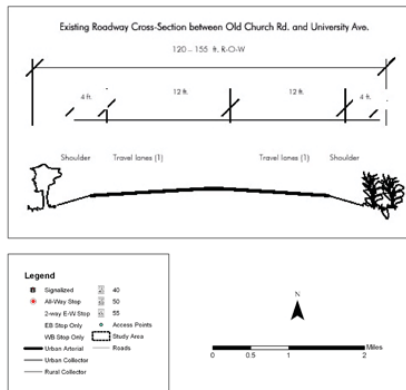 Existing Roadway Cross-Section between Old Church Rd. and University Ave.
120 – 155 ft. R-O-W
4 ft. 12 ft. 12 ft. 4 ft.
Shoulder Travel lanes (1) Travel lanes (1) Shoulder
Legend
Signalized 40
All-Way Stop 50
2-way E-W Stop 55
EB Stop Only Access Points
WB Stop Only Study Area
Urban Arterial Roads
Urban Collector
Rural Collector
N
Miles
0 0.5 1 2